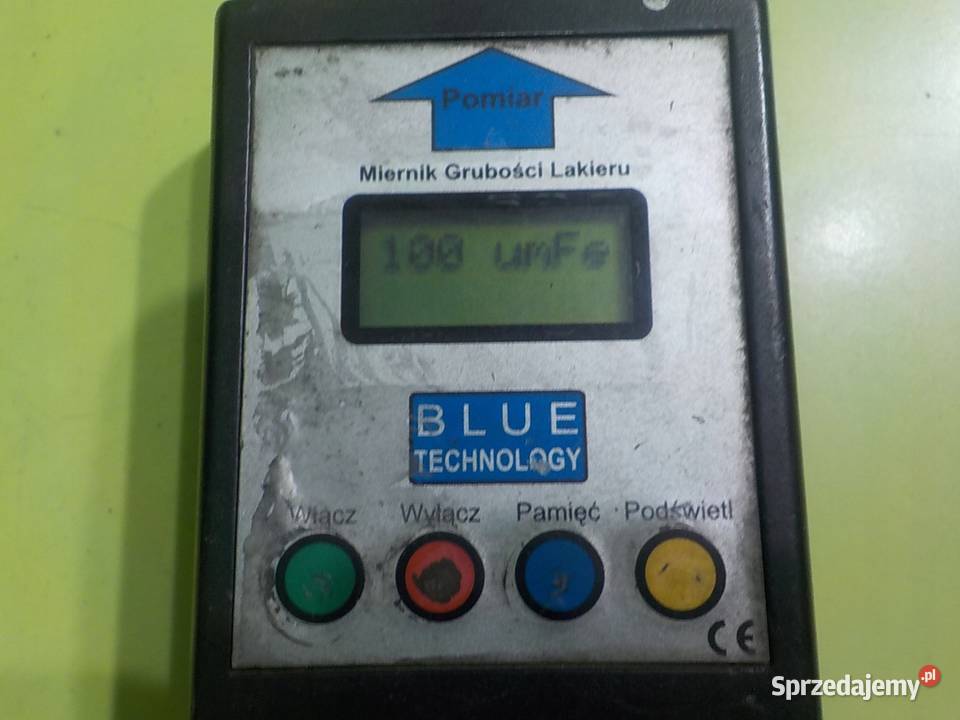 Pomiar
Miernik Grubości Lakieru
100 umFe
BLUE
TECHNOLOGY
Włącz Wyłącz Pamięć Podświetl
CE
Sprzedajemy.pl